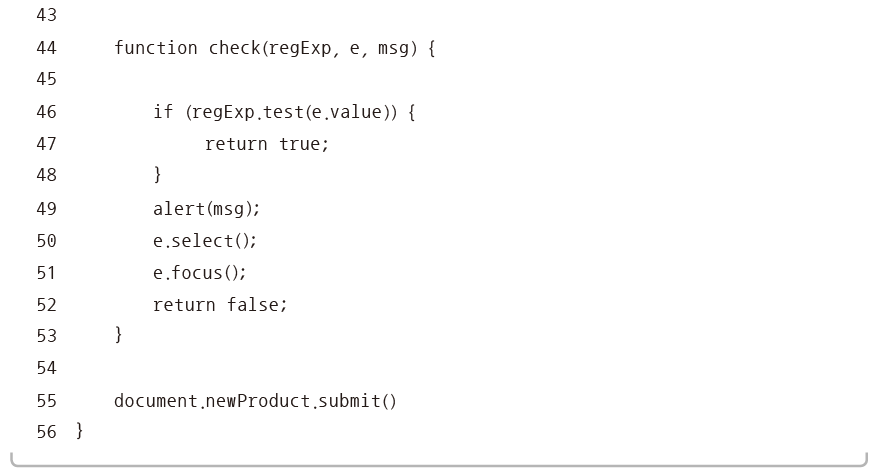 43
44 function check(regExp, e, msg) {
45
46 if (regExp.test(e.value)) {
47 return true;
48 }
49 alert(msg);
50 e.select();
51 e.focus();
52 return false;
53 }
54
55 document.newProduct.submit()
56 }